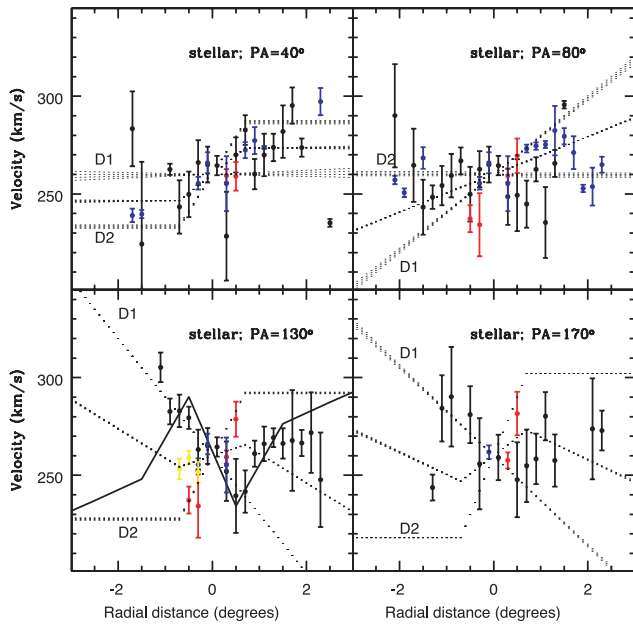 stellar; PA=40°
stellar; PA=80°
Velocity (km/s)
300
250
D1
D2
D2
D1
stellar; PA=130°
stellar; PA=170°
Velocity (km/s)
300
250
D1
D2
D1
D2
-2
0
2
-2
0
2
Radial distance (degrees)
Radial distance (degrees)